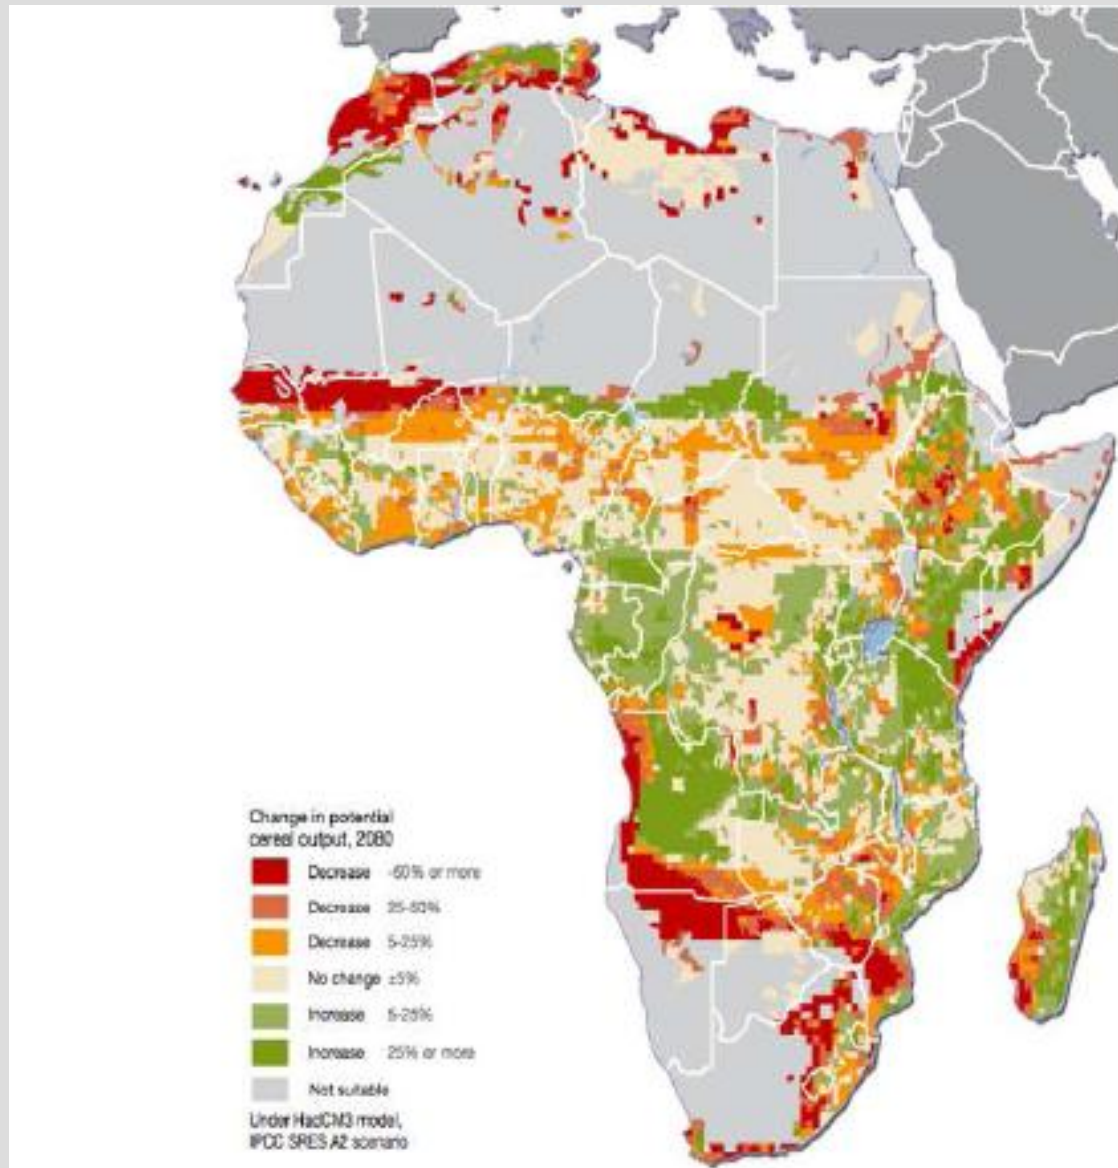 Change in potential
cereal output, 2080
Decrease -50% or more
Decrease 25-50%
Decrease 5-25%
No change ±5%
Increase 5-25%
Increase 25% or more
Not suitable
Under HadCM3 model,
IPCC SRES A2 scenario